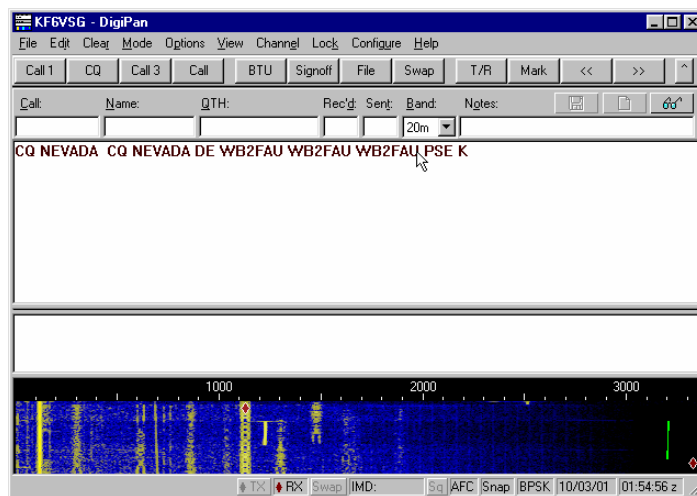 KF6VSG - DigiPan
File Edit Clear Mode Options View Channel Lock Configure Help
Call 1 CQ Call 3 Call BTU Signoff File Swap T/R Mark << >> ^
Call: Name: QTH: Rec'd: Sent: Band: Notes:
20m
CQ NEVADA CQ NEVADA DE WB2FAU WB2FAU WB2FAU PSE K
1000 2000 3000
TX RX Swap IMD: Sq AFC Snap BPSK 10/03/01 01:54:56 z